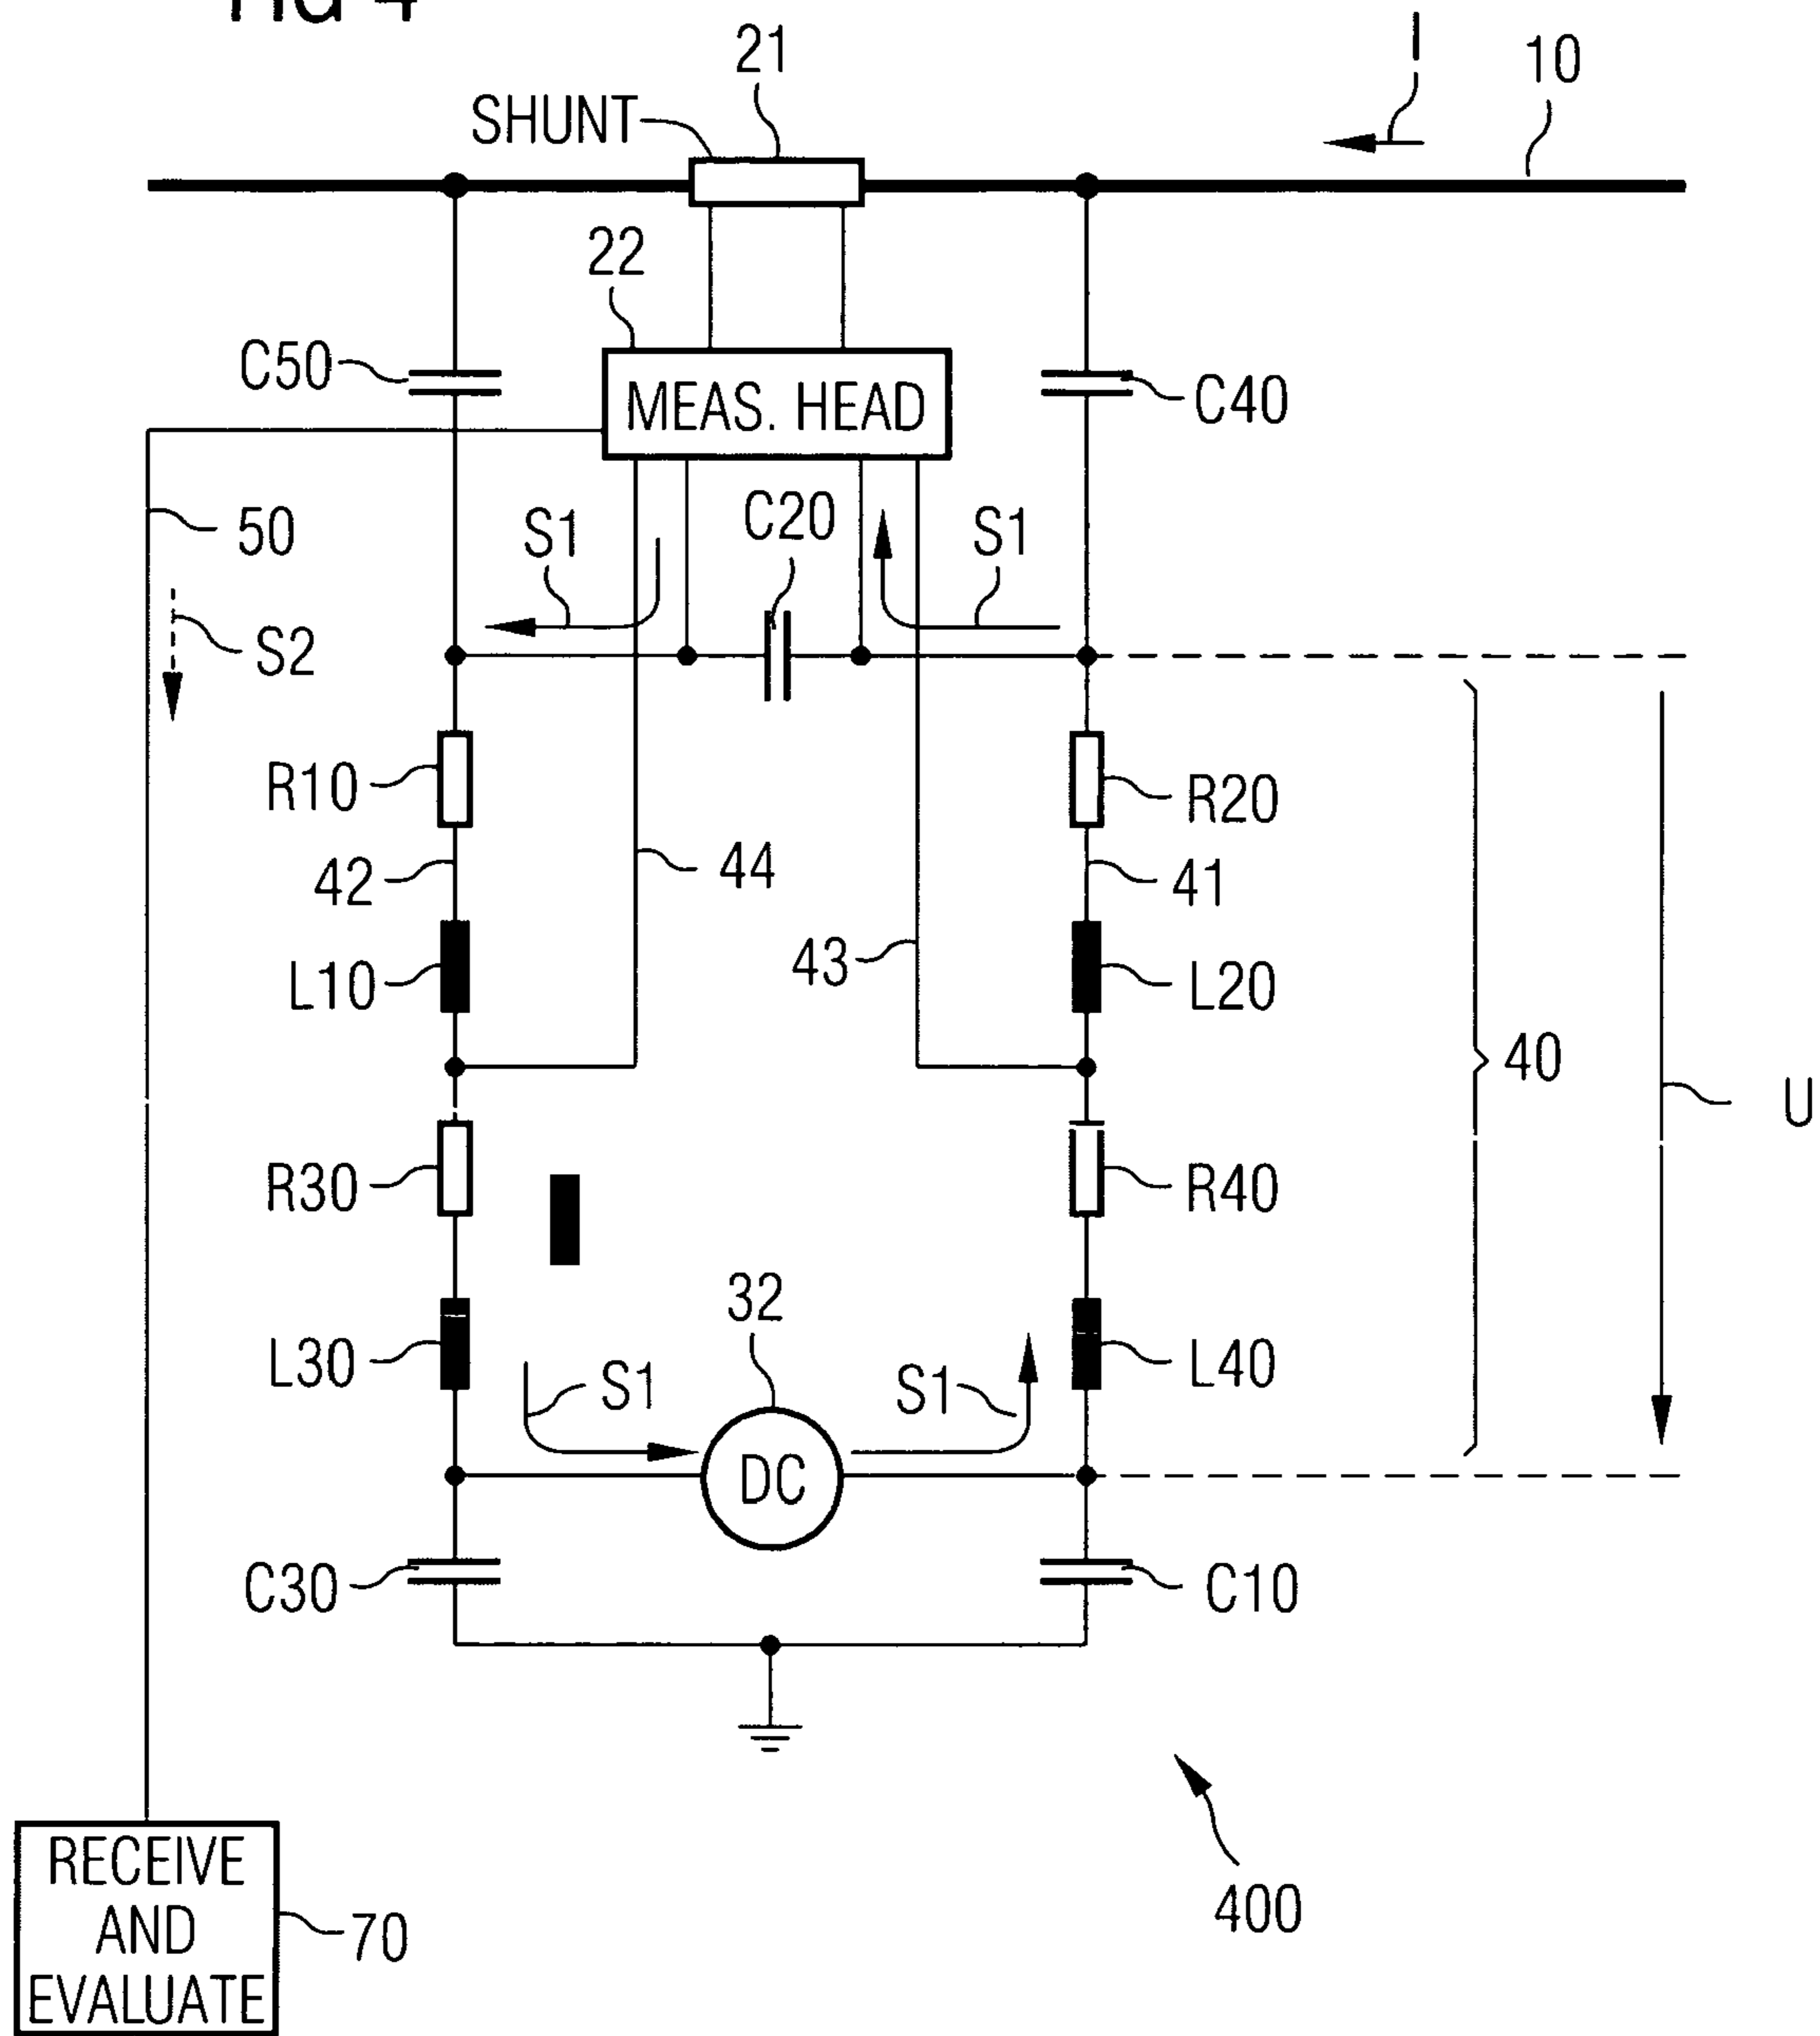 FIG 4
21
I
10
SHUNT
22
C50
MEAS. HEAD
C40
50
S1
C20
S1
S2
R10
R20
42
44
41
L10
43
L20
40
U
R30
R40
32
L30
S1
S1
L40
DC
C30
C10
400
RECEIVE
AND
EVALUATE
70